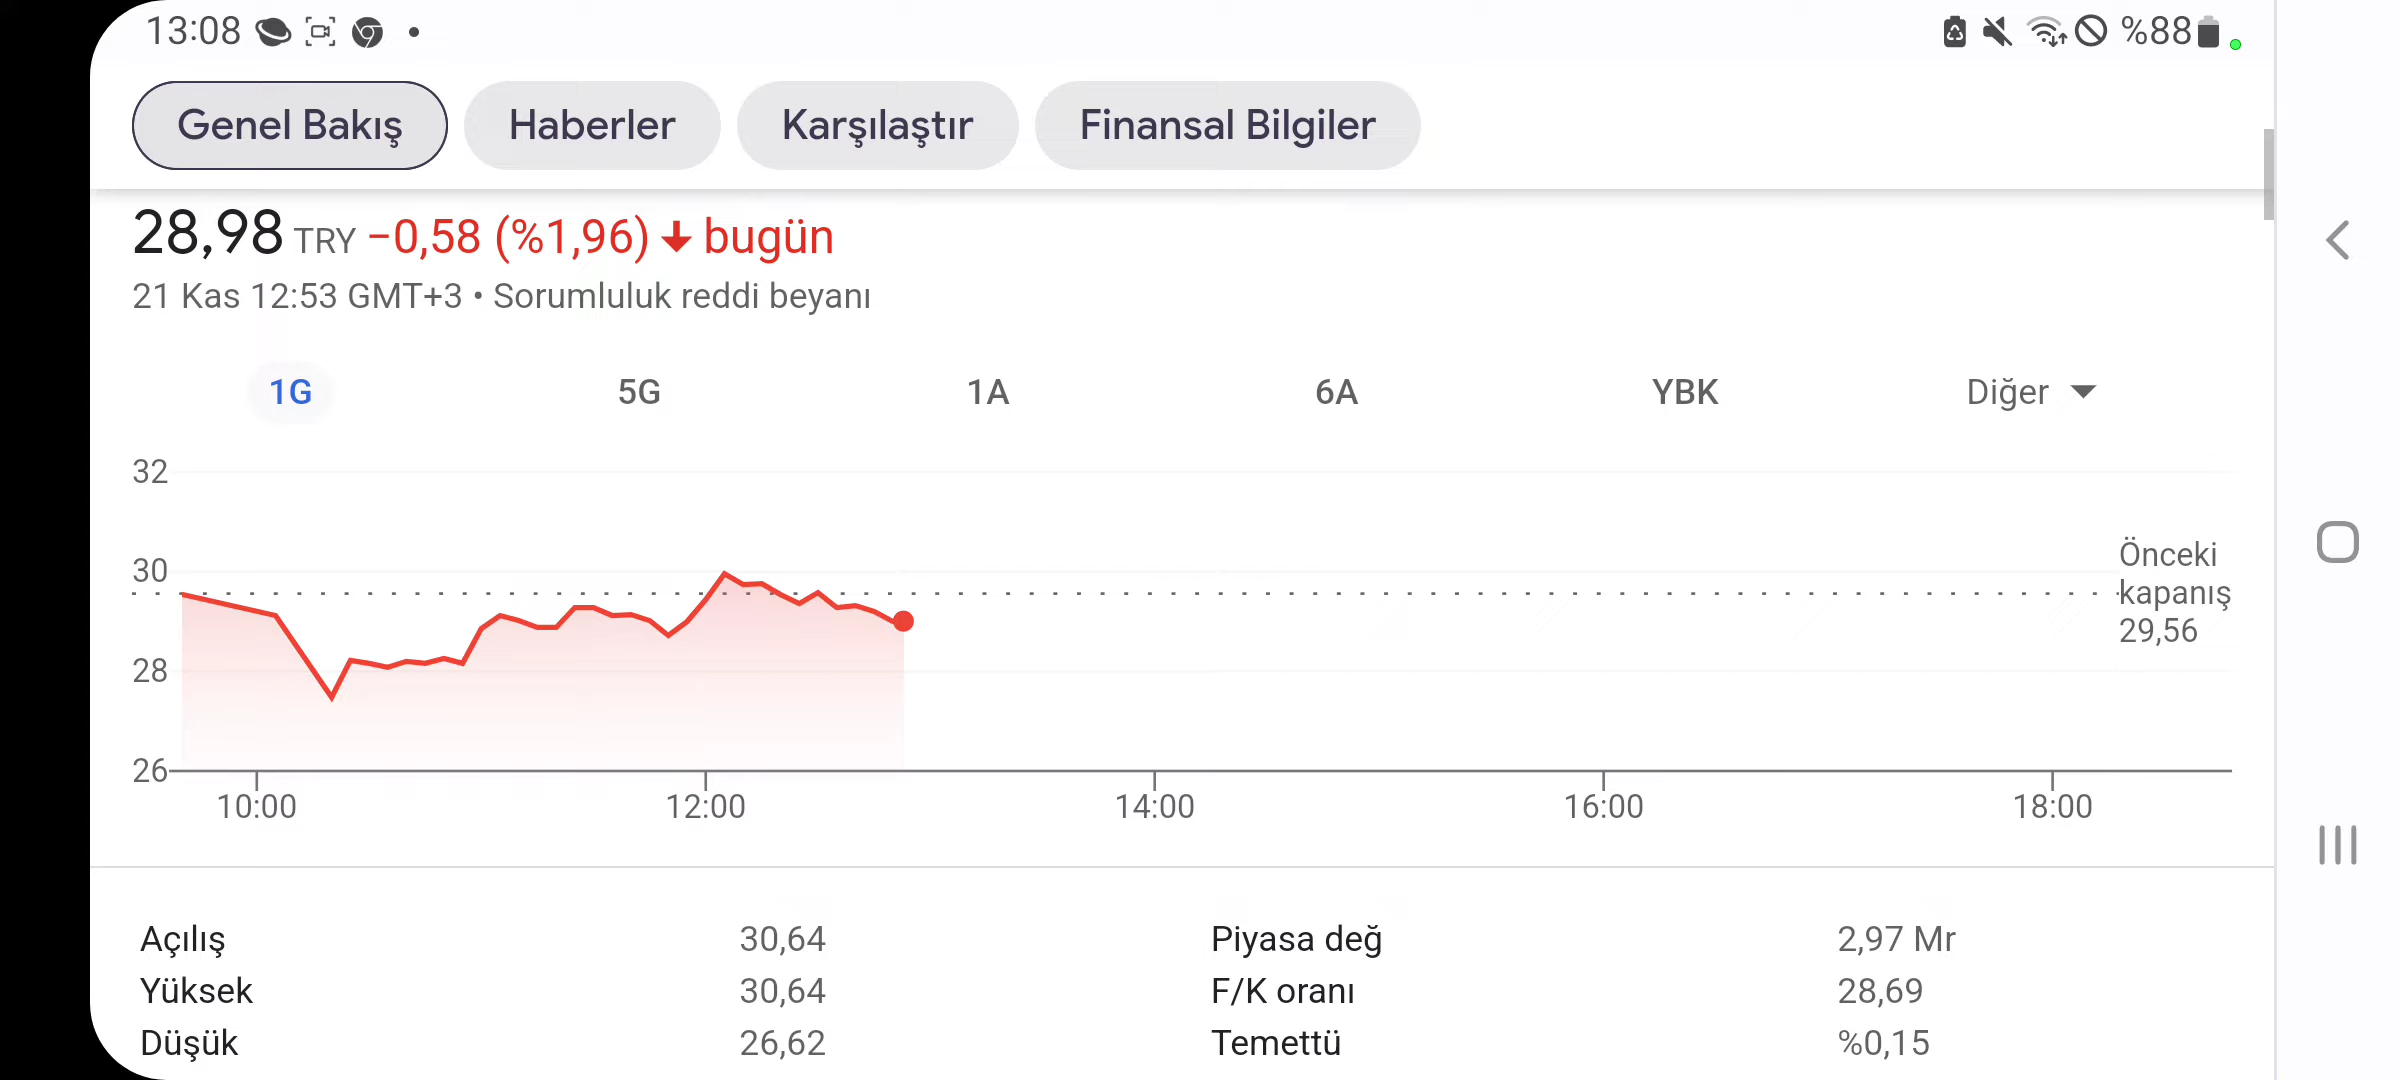 13:08 %88
Genel Bakış Haberler Karşılaştır Finansal Bilgiler
28,98 TRY −0,58 (%1,96) ↓ bugün
21 Kas 12:53 GMT+3 • Sorumluluk reddi beyanı
1G 5G 1A 6A YBK Diğer
32
30
28
26
Önceki
kapanış
29,56
10:00 12:00 14:00 16:00 18:00
Açılış 30,64 Piyasa değ 2,97 Mr
Yüksek 30,64 F/K oranı 28,69
Düşük 26,62 Temettü %0,15